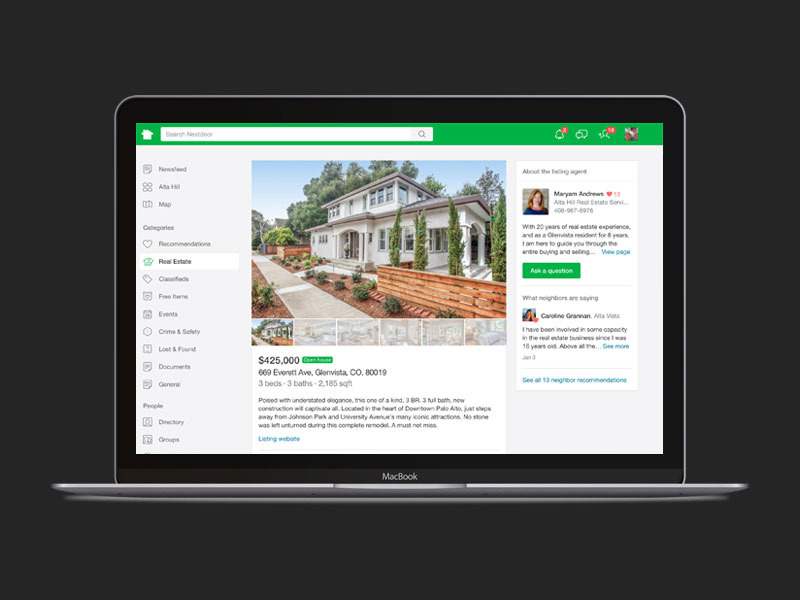 Search Nextdoor
2
10
Newsfeed
Alta Hill
Map
Categories
Recommendations
Real Estate
Classifieds
Free Items
Events
Crime & Safety
Lost & Found
Documents
General
People
Directory
Groups
$425,000 Open house
669 Everett Ave, Glenvista, CO, 80019
3 beds · 3 baths · 2,185 sqft
Poised with understated elegance, this one of a kind, 3 BR, 3 full bath, new
construction will captivate all. Located in the heart of Downtown Palo Alto, just steps
away from Johnson Park and University Avenue's many iconic attractions. No stone
was left unturned during this complete remodel. A must not miss.
Listing website
About the listing agent
Maryam Andrews 13
Alta Hill Real Estate Servi...
408-967-8976
With 20 years of real estate experience,
and as a Glenvista resident for 8 years,
I am here to guide you through the
entire buying and selling... View page
Ask a question
What neighbors are saying
Caroline Grannan, Alta Vista
I have been involved in some capacity
in the real estate business since I was
18 years old. Above all the... See more
Jan 5
See all 13 neighbor recommendations
MacBook